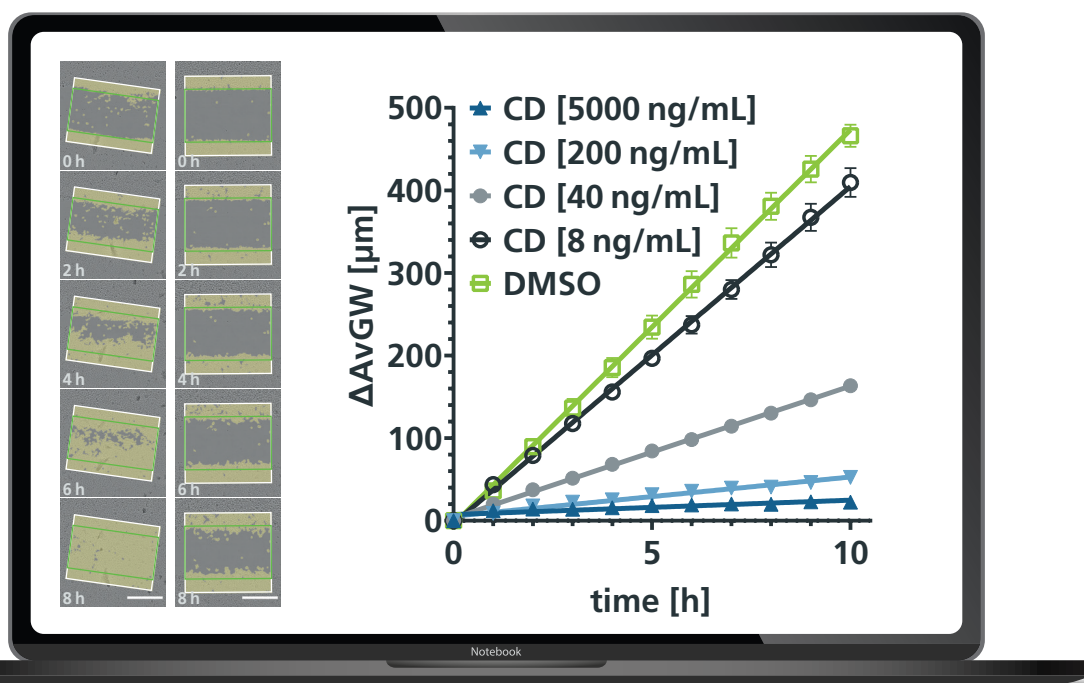 0 h
0 h
2 h
2 h
4 h
4 h
6 h
6 h
8 h
8 h
ΔAvGW [µm]
500
400
300
200
100
0
CD [5000 ng/mL]
CD [200 ng/mL]
CD [40 ng/mL]
CD [8 ng/mL]
DMSO
0 5 10
time [h]
Notebook